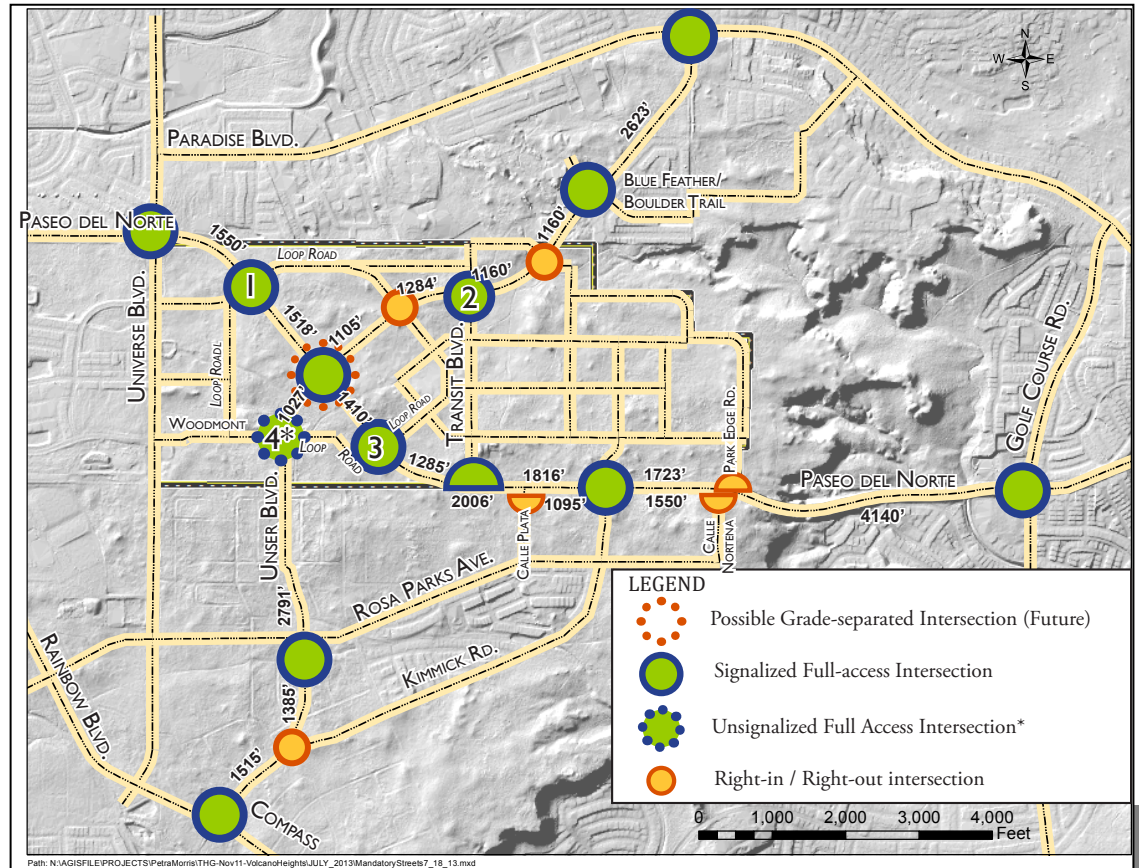 N
W E
S
PARADISE BLVD.
2623'
BLUE FEATHER/
BOULDER TRAIL
PASEO DEL NORTE
1550'
LOOP ROAD
1160'
1160'
1284'
1
2
UNIVERSE BLVD.
1518'
1105'
LOOP ROADL
TRANSIT BLVD.
GOLF COURSE RD.
1027'
1410'
LOOP ROAD
WOODMONT
4*
LOOP
ROAD
3
PARK EDGE RD.
1285'
1816'
1723'
PASEO DEL NORTE
2006'
1095'
1550'
4140'
CALLE PLATA
CALLE
NORTENA
UNSER BLVD.
ROSA PARKS AVE.
2791'
KIMMICK RD.
RAINBOW BLVD.
1385'
1515'
COMPASS
LEGEND
Possible Grade-separated Intersection (Future)
Signalized Full-access Intersection
Unsignalized Full Access Intersection*
Right-in / Right-out intersection
0 1,000 2,000 3,000 4,000
Feet
Path: N:\AGISFILE\PROJECTS\PetraMorris\THG-Nov11-VolcanoHeights\JULY_2013\MandatoryStreets7_18_13.mxd